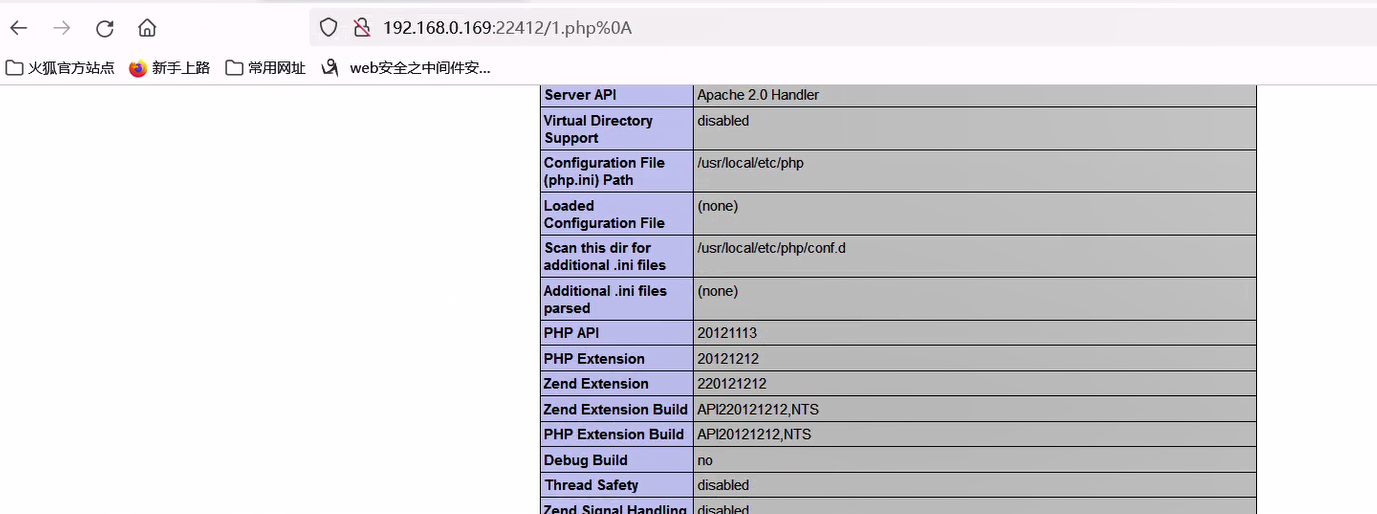 192.168.0.169:22412/1.php%0A
火狐官方站点 新手上路 常用网址 web安全之中间件安...
Server API Apache 2.0 Handler
Virtual Directory disabled
Support
Configuration File /usr/local/etc/php
(php.ini) Path
Loaded (none)
Configuration File
Scan this dir for /usr/local/etc/php/conf.d
additional .ini files
Additional .ini files (none)
parsed
PHP API 20121113
PHP Extension 20121212
Zend Extension 220121212
Zend Extension Build API220121212,NTS
PHP Extension Build API20121212,NTS
Debug Build no
Thread Safety disabled
Zend Signal Handling disabled